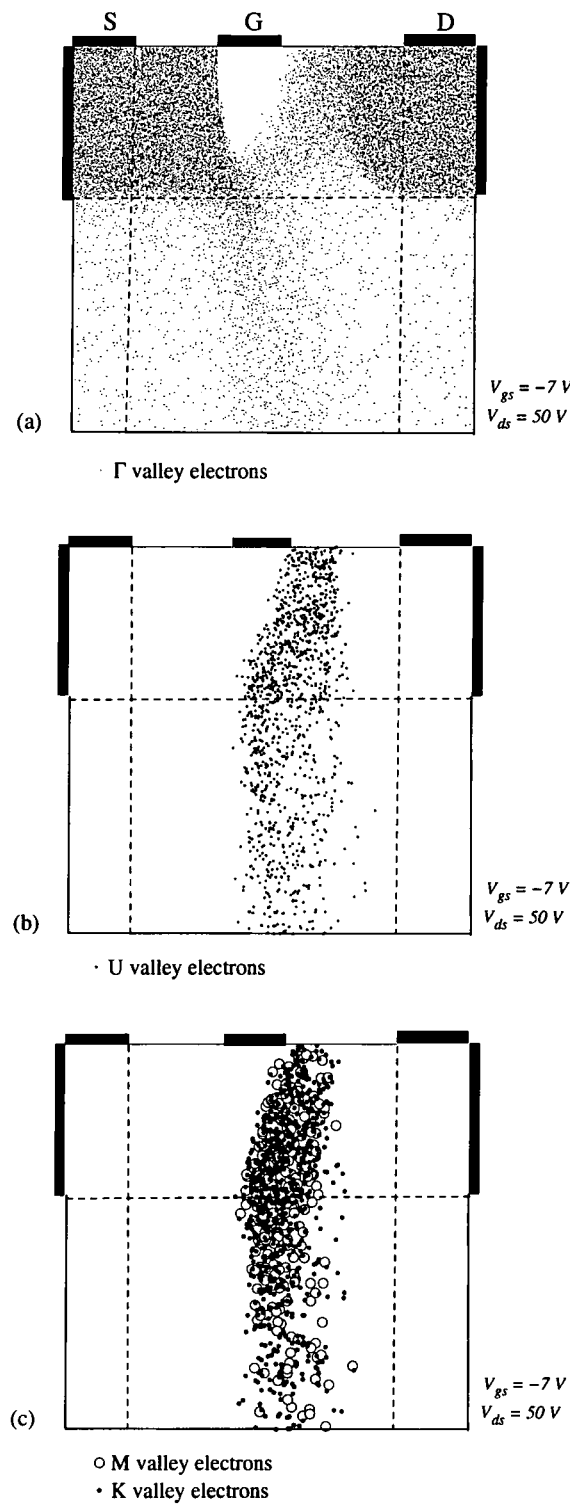 S G D
V_gs = −7 V
V_ds = 50 V
(a)
· Γ valley electrons
V_gs = −7 V
V_ds = 50 V
(b)
· U valley electrons
V_gs = −7 V
V_ds = 50 V
(c)
○ M valley electrons
• K valley electrons